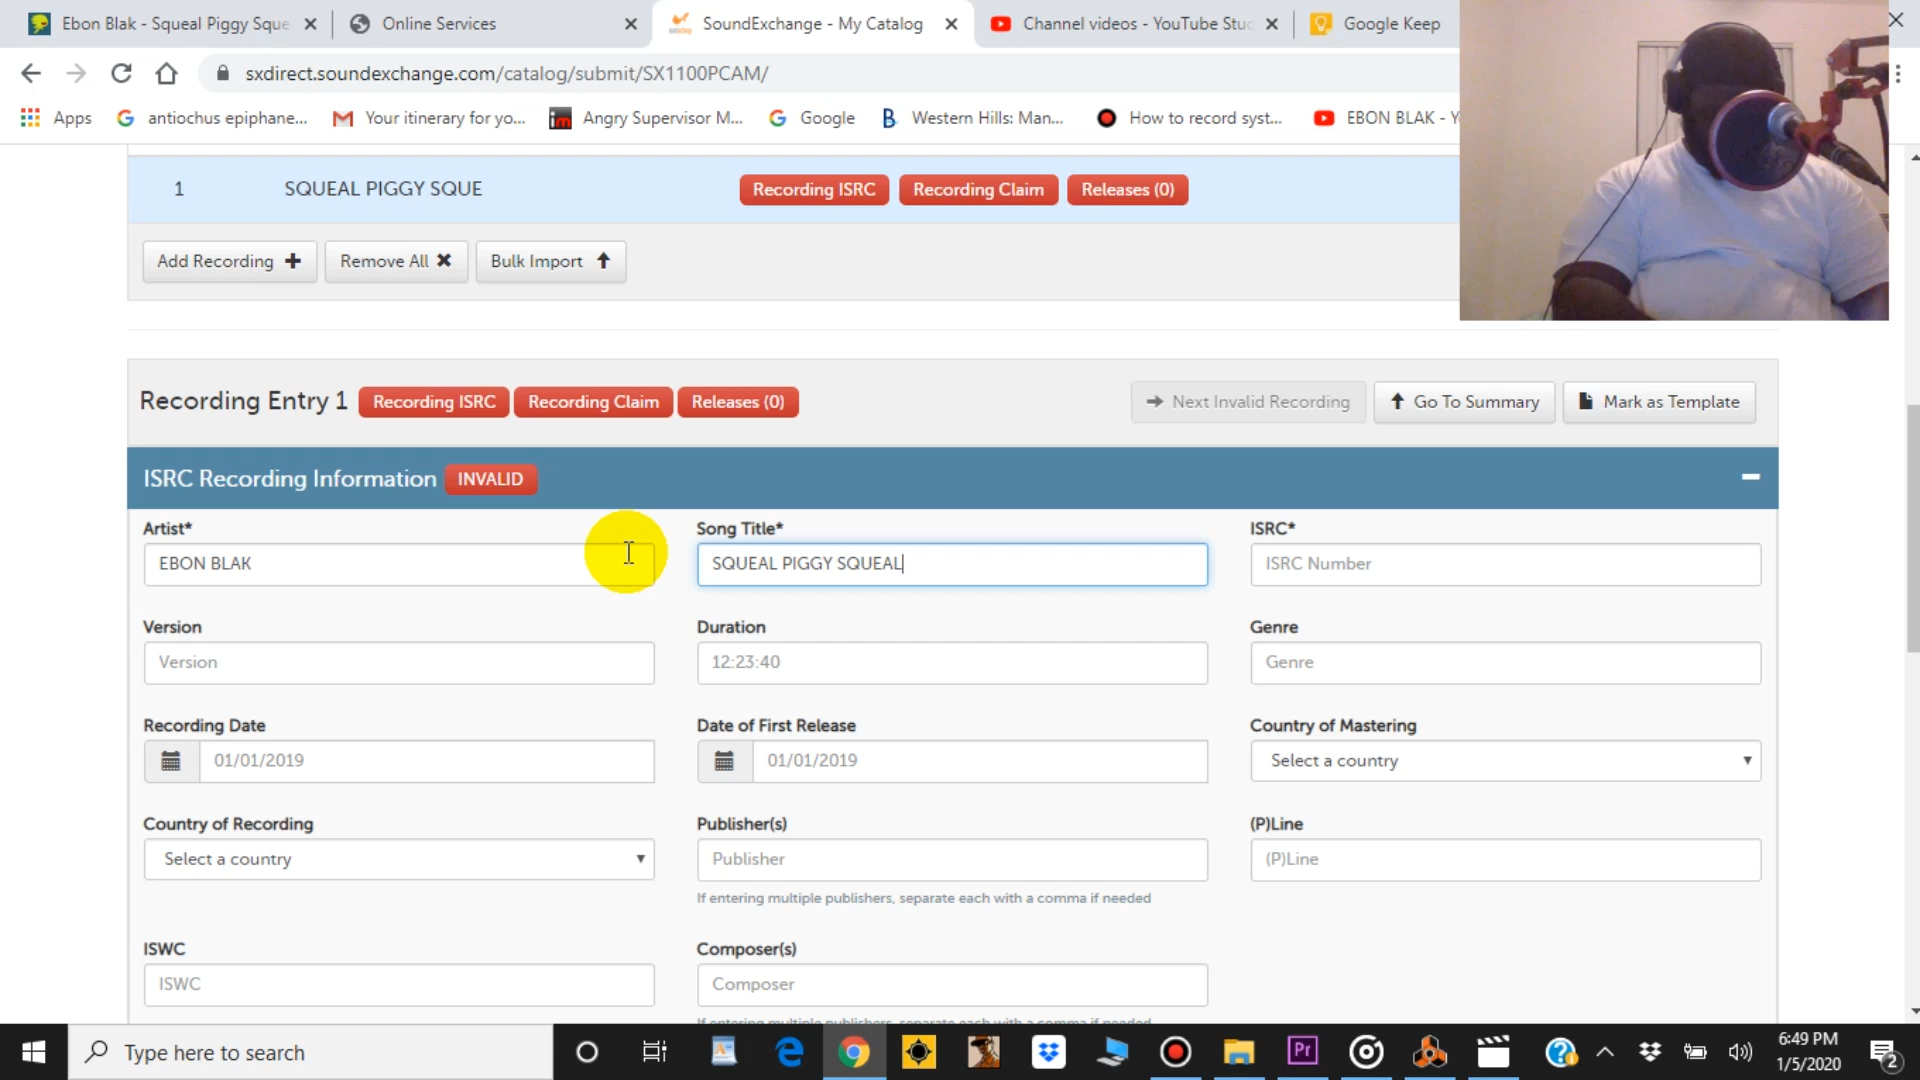 Ebon Blak - Squeal Piggy Sque
Online Services
SoundExchange - My Catalog
Channel videos - YouTube Stu
Google Keep
sxdirect.soundexchange.com/catalog/submit/SX1100PCAM/
Apps
antiochus epiphane...
Your itinerary for yo...
Angry Supervisor M...
Google
Western Hills: Man...
How to record syst...
EBON BLAK - Y
1 SQUEAL PIGGY SQUE Recording ISRC Recording Claim Releases (0)
Add Recording Remove All Bulk Import
Recording Entry 1 Recording ISRC Recording Claim Releases (0) Next Invalid Recording Go To Summary Mark as Template
ISRC Recording Information INVALID
Artist* Song Title* ISRC*
EBON BLAK SQUEAL PIGGY SQUEAL ISRC Number
Version Duration Genre
Version 12:23:40 Genre
Recording Date Date of First Release Country of Mastering
01/01/2019 01/01/2019 Select a country
Country of Recording Publisher(s) (P)Line
Select a country Publisher (P)Line
If entering multiple publishers, separate each with a comma if needed
ISWC Composer(s)
ISWC Composer
Type here to search
Pr
6:49 PM
1/5/2020
2